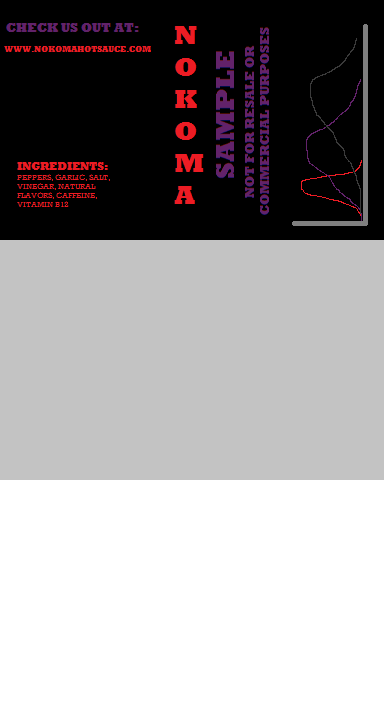 CHECK US OUT AT:
WWW.NOKOMAHOTSAUCE.COM
INGREDIENTS:
PEPPERS, GARLIC, SALT,
VINEGAR, NATURAL
FLAVORS, CAFFEINE,
VITAMIN B12
NOKOMA
SAMPLE
NOT FOR RESALE OR
COMMERCIAL PURPOSES